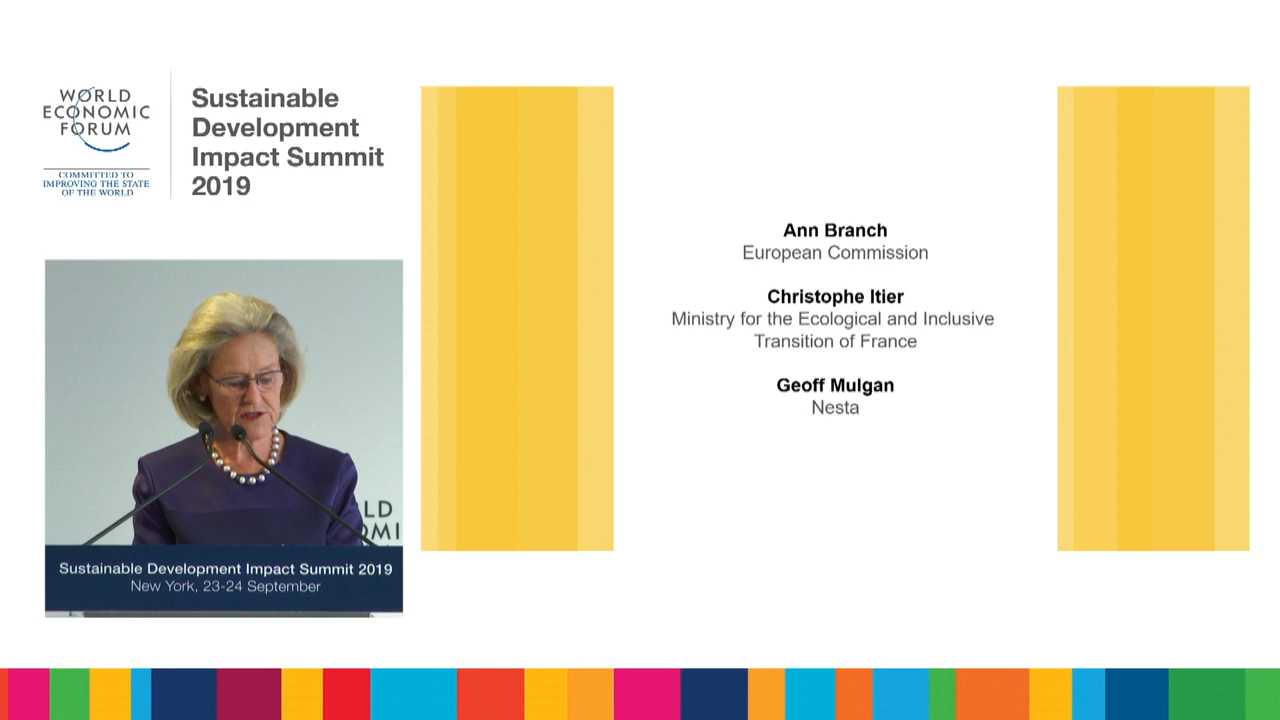 WORLD
ECONOMIC
FORUM
COMMITTED TO
IMPROVING THE STATE
OF THE WORLD
Sustainable
Development
Impact Summit
2019
Ann Branch
European Commission
Christophe Itier
Ministry for the Ecological and Inclusive
Transition of France
Geoff Mulgan
Nesta
LD
OMI
Sustainable Development Impact Summit 2019
New York, 23-24 September